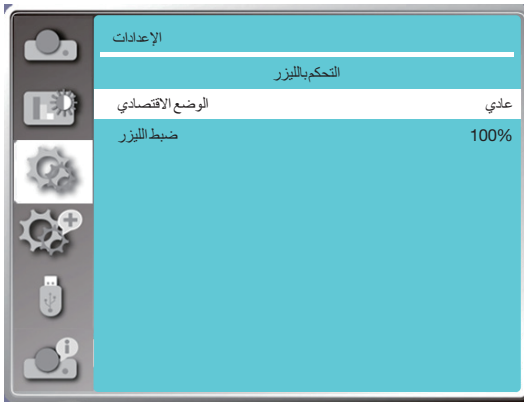 الإعدادات
التحكم بالليزر
الوضع الاقتصادي عادي
ضبط الليزر 100%